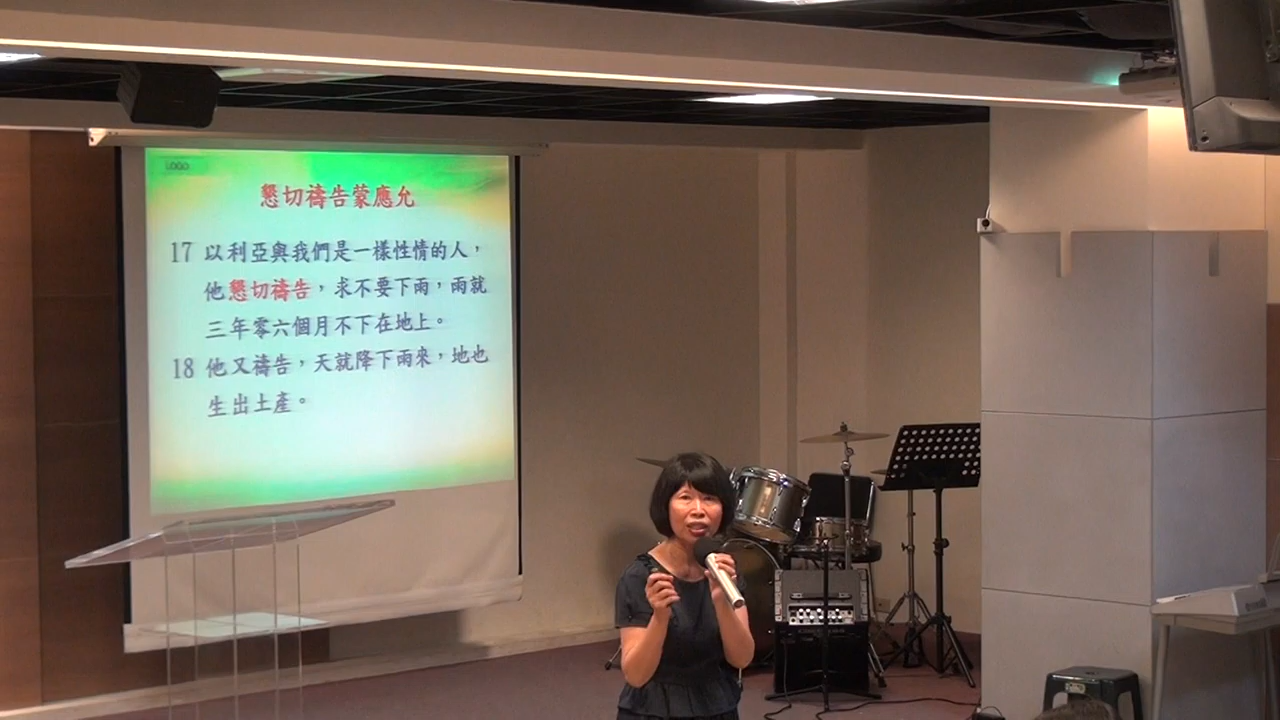 LOGO
懇切禱告蒙應允
17 以利亞與我們是一樣性情的人，
他懇切禱告，求不要下雨，雨就
三年零六個月不下在地上。
18 他又禱告，天就降下雨來，地也
生出土產。